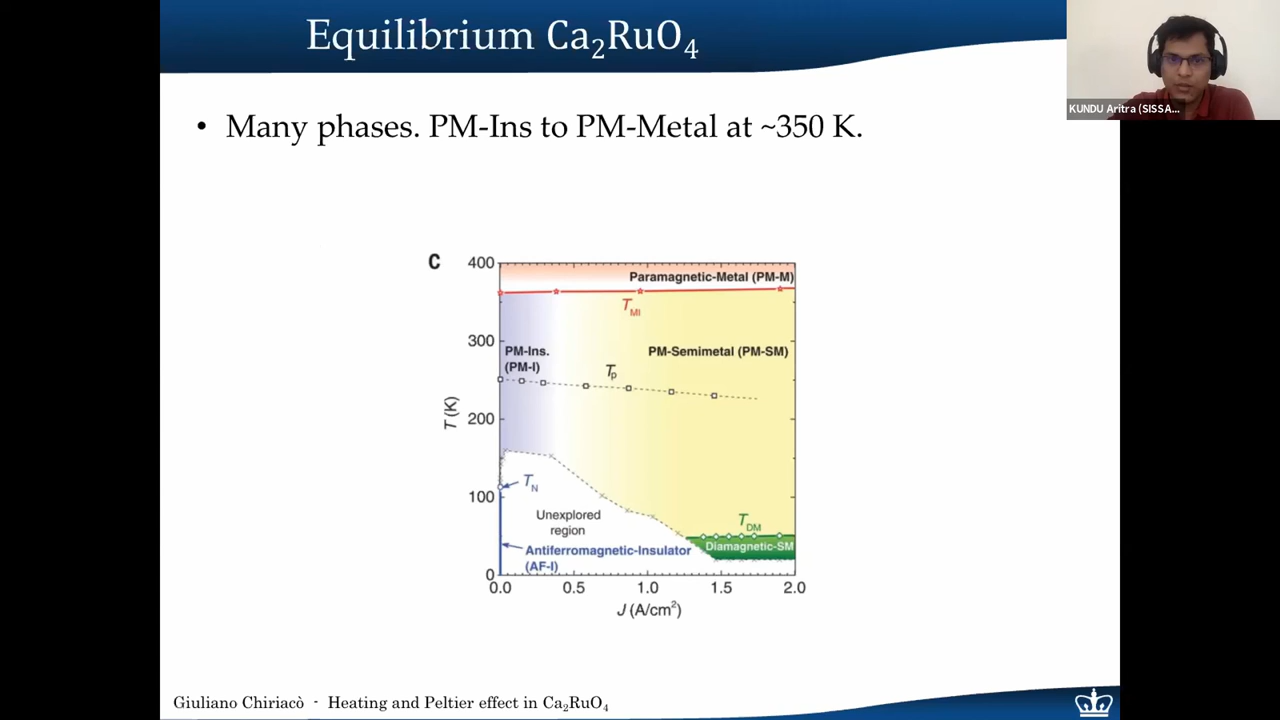 Equilibrium Ca₂RuO₄
KUNDU Aritra (SISSA...
• Many phases. PM-Ins to PM-Metal at ~350 K.
C
400
Paramagnetic-Metal (PM-M)
T_MI
300
PM-Ins.
(PM-I)
PM-Semimetal (PM-SM)
T_p
T (K)
200
T_N
100
Unexplored
region
T_DM
Diamagnetic-SM
Antiferromagnetic-Insulator
(AF-I)
0
0.0 0.5 1.0 1.5 2.0
J (A/cm²)
Giuliano Chiriacò - Heating and Peltier effect in Ca₂RuO₄